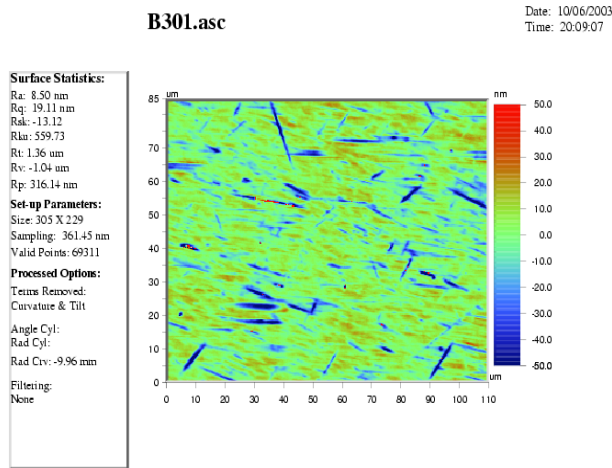 B301.asc
Date: 10/06/2003
Time: 20:09:07
Surface Statistics:
Ra: 8.50 nm
Rq: 19.11 nm
Rsk: -13.12
Rku: 559.73
Rt: 1.36 um
Rv: -1.04 um
Rp: 316.14 nm
Set-up Parameters:
Size: 305 X 229
Sampling: 361.45 nm
Valid Points: 69311
Processed Options:
Terms Removed:
Curvature & Tilt
Angle Cyl:
Rad Cyl:
Rad Crv: -9.96 mm
Filtering:
None
um
85
70
60
50
40
30
20
10
0
0 10 20 30 40 50 60 70 80 90 100 110
um
nm
50.0
40.0
30.0
20.0
10.0
0.0
-10.0
-20.0
-30.0
-40.0
-50.0